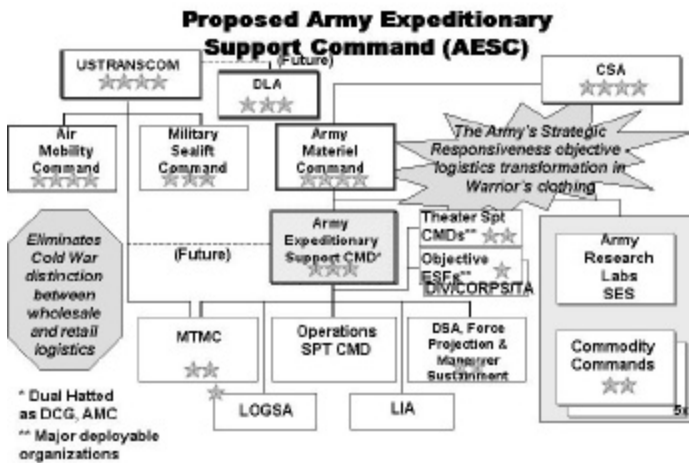 Proposed Army Expeditionary
Support Command (AESC)
USTRANSCOM
(Future)
DLA
CSA
Air
Mobility
Command
Military
Sealift
Command
Army
Materiel
Command
The Army's Strategic
Responsiveness objective -
logistics transformation in
Warrior's clothing
Eliminates
Cold War
distinction
between
wholesale
and retail
logistics
(Future)
Army
Expeditionary
Support CMD*
Theater Spt
CMDs**
Objective
ESFs**
DIV/CORPS/TA
Army
Research
Labs
SES
MTMC
Operations
SPT CMD
DSA, Force
Projection &
Maneuver
Sustainment
Commodity
Commands
5x
LOGSA
LIA
* Dual Hatted
as DCG, AMC
** Major deployable
organizations